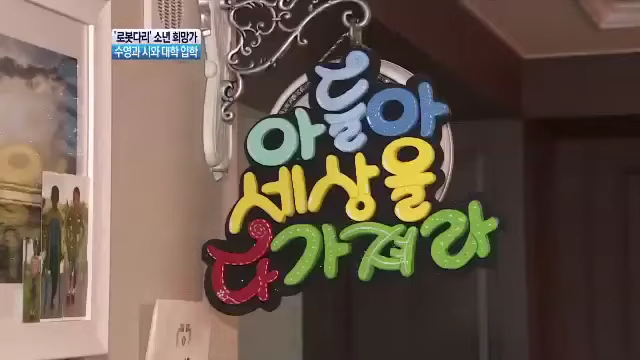 '로봇다리' 소년 희망가
수영과 시와 대학 입학
아들아
세상을
다가져라